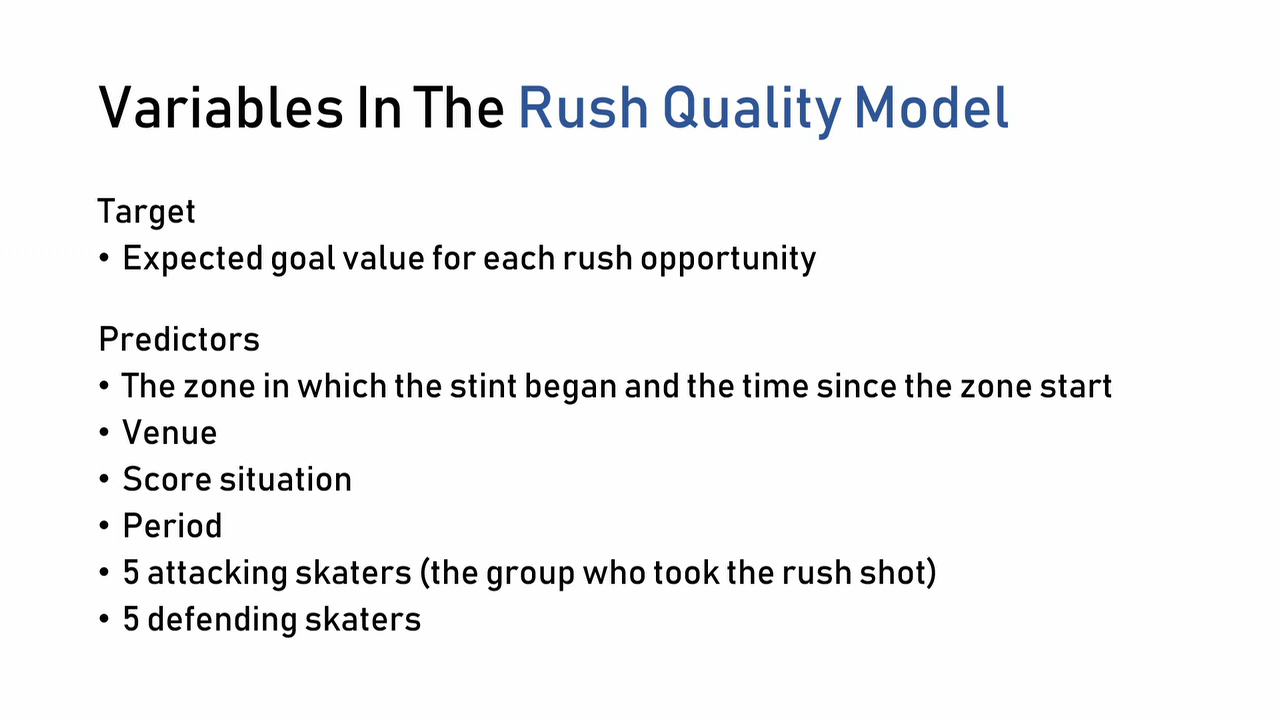 Variables In The Rush Quality Model
Target
• Expected goal value for each rush opportunity
Predictors
• The zone in which the stint began and the time since the zone start
• Venue
• Score situation
• Period
• 5 attacking skaters (the group who took the rush shot)
• 5 defending skaters